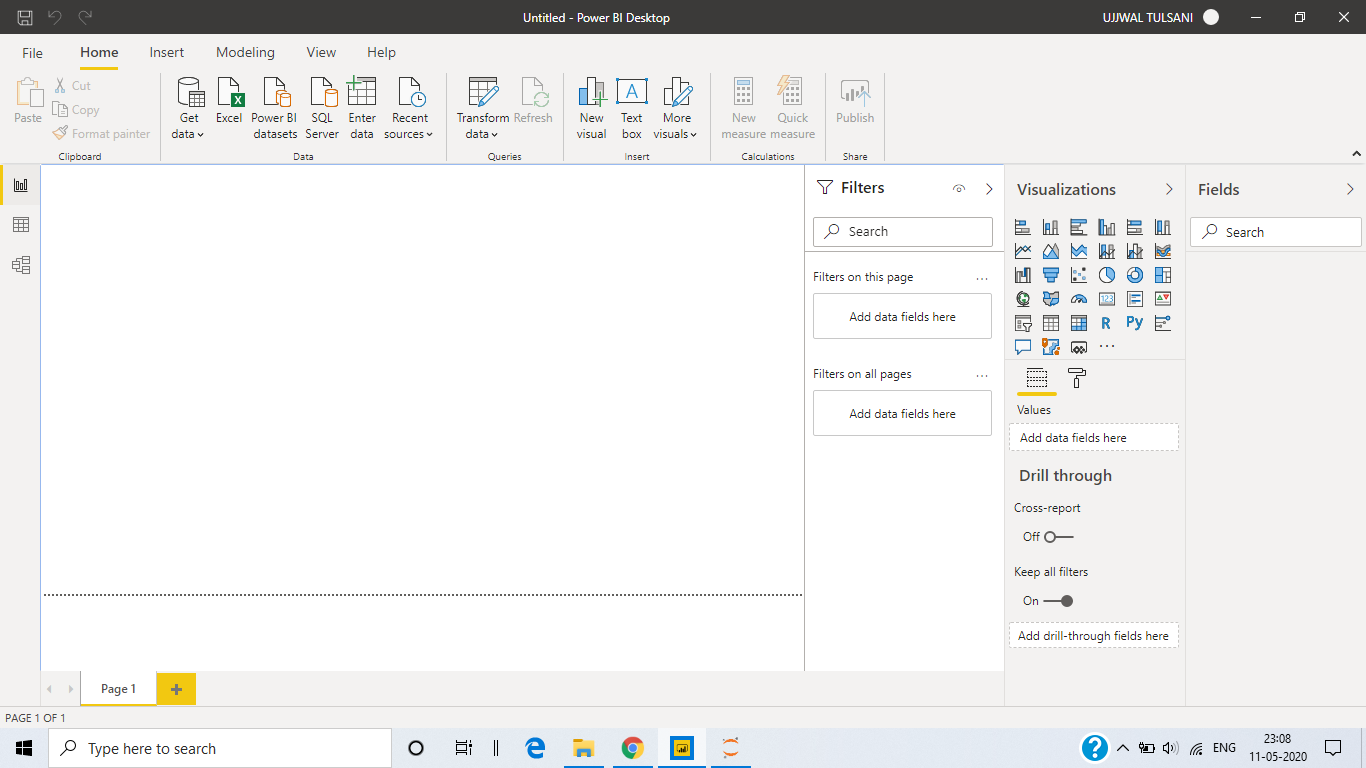 Untitled - Power BI Desktop
UJJWAL TULSANI
File Home Insert Modeling View Help
Paste
Cut
Copy
Format painter
Clipboard
Get data
Excel
Power BI datasets
SQL Server
Enter data
Recent sources
Data
Transform data
Refresh
Queries
New visual
Text box
A
More visuals
Insert
New measure
Quick measure
Calculations
Publish
Share
Filters
Search
Filters on this page
...
Add data fields here
Filters on all pages
...
Add data fields here
Visualizations
123
R
Py
...
Values
Add data fields here
Drill through
Cross-report
Off
Keep all filters
On
Add drill-through fields here
Fields
Search
Page 1
+
PAGE 1 OF 1
Type here to search
?
ENG
23:08
11-05-2020